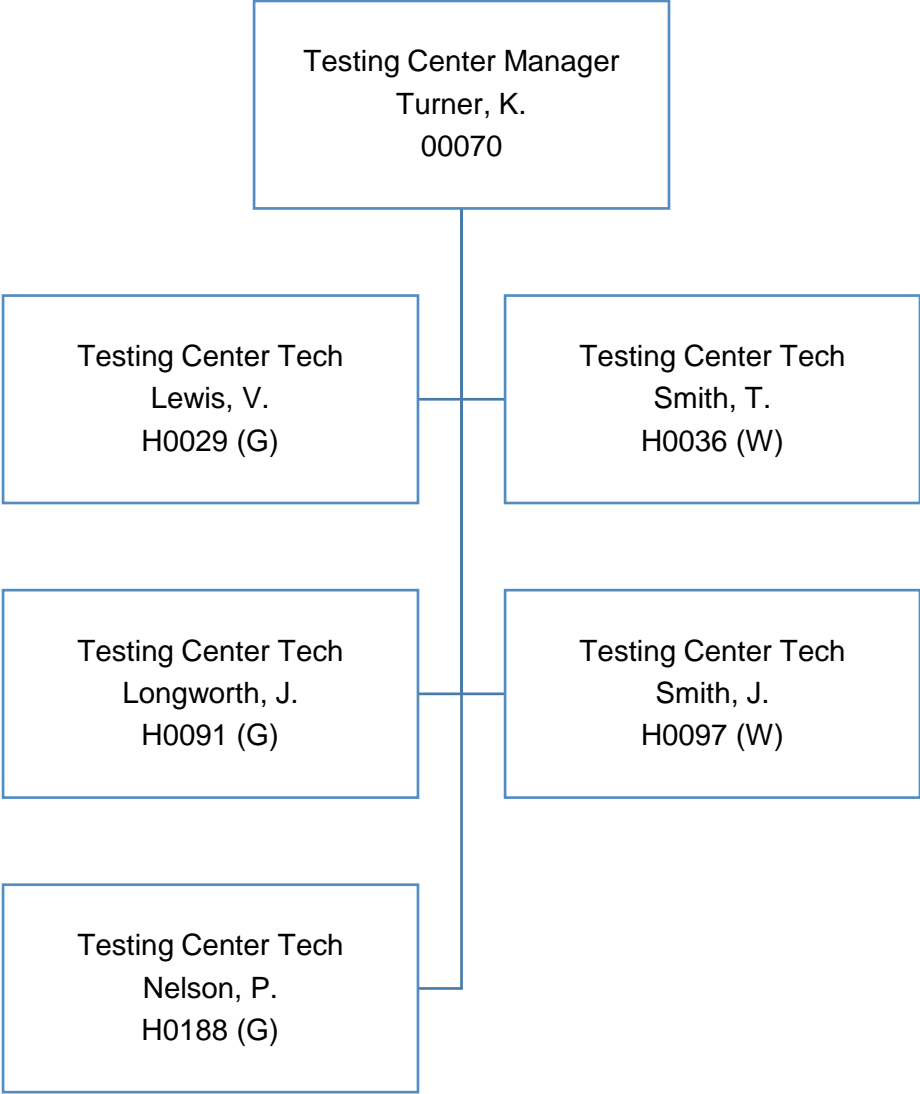 Testing Center Manager
Turner, K.
00070
Testing Center Tech
Lewis, V.
H0029 (G)
Testing Center Tech
Smith, T.
H0036 (W)
Testing Center Tech
Longworth, J.
H0091 (G)
Testing Center Tech
Smith, J.
H0097 (W)
Testing Center Tech
Nelson, P.
H0188 (G)